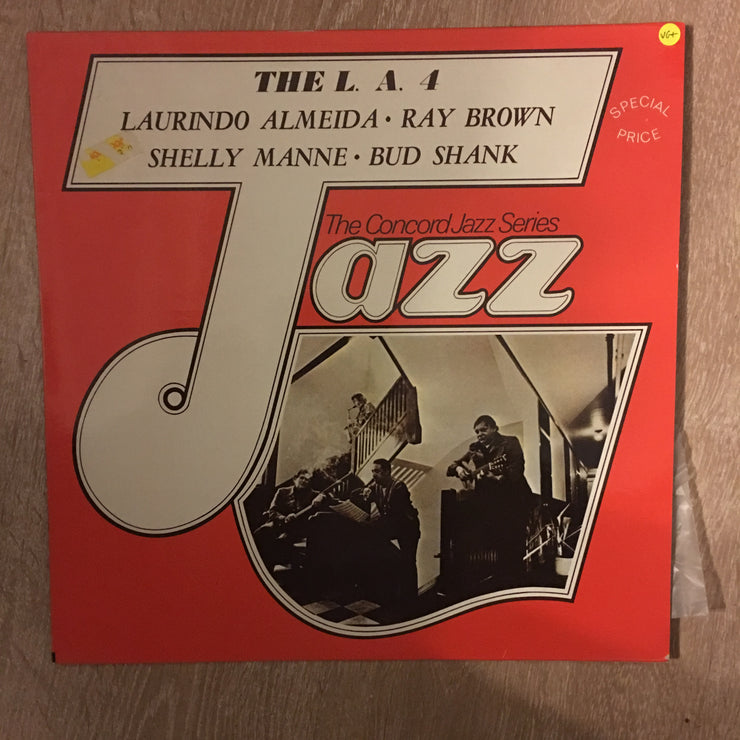 VG+
THE L. A. 4
LAURINDO ALMEIDA • RAY BROWN
SHELLY MANNE • BUD SHANK
SPECIAL
PRICE
The Concord Jazz Series
Jazz